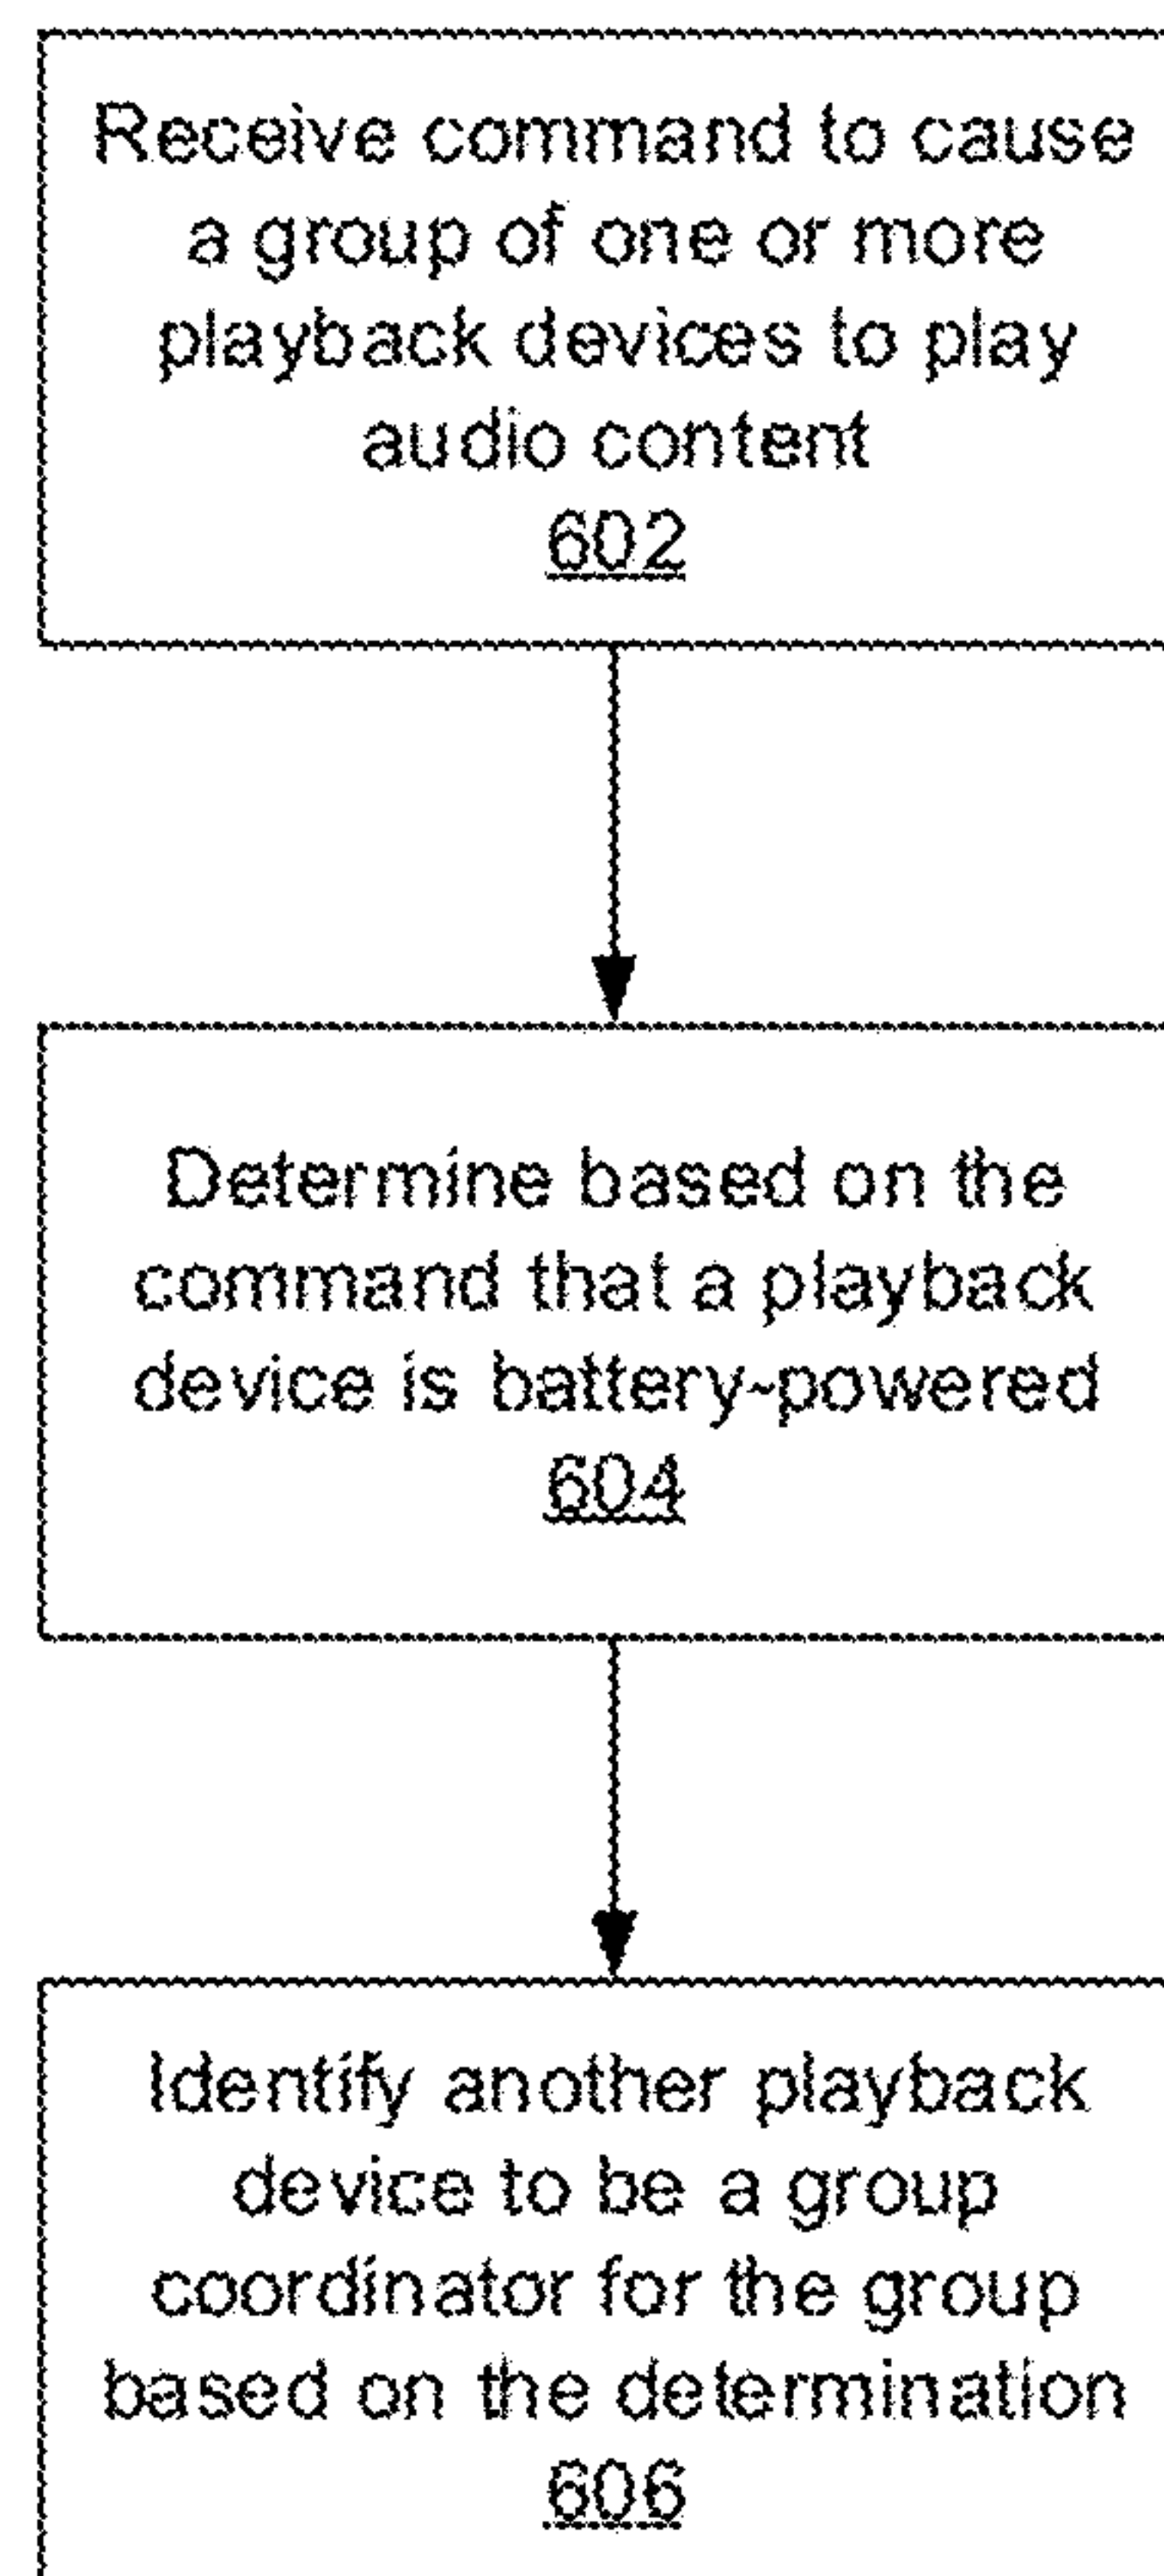 Receive command to cause
a group of one or more
playback devices to play
audio content
602
Determine based on the
command that a playback
device is battery-powered
604
Identify another playback
device to be a group
coordinator for the group
based on the determination
606